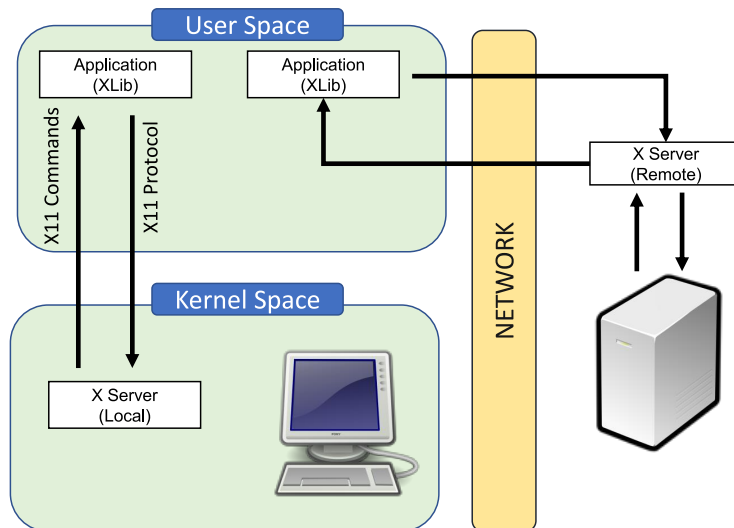 User Space
Application
(XLib)
Application
(XLib)
X11 Commands
X11 Protocol
X Server
(Remote)
NETWORK
Kernel Space
X Server
(Local)